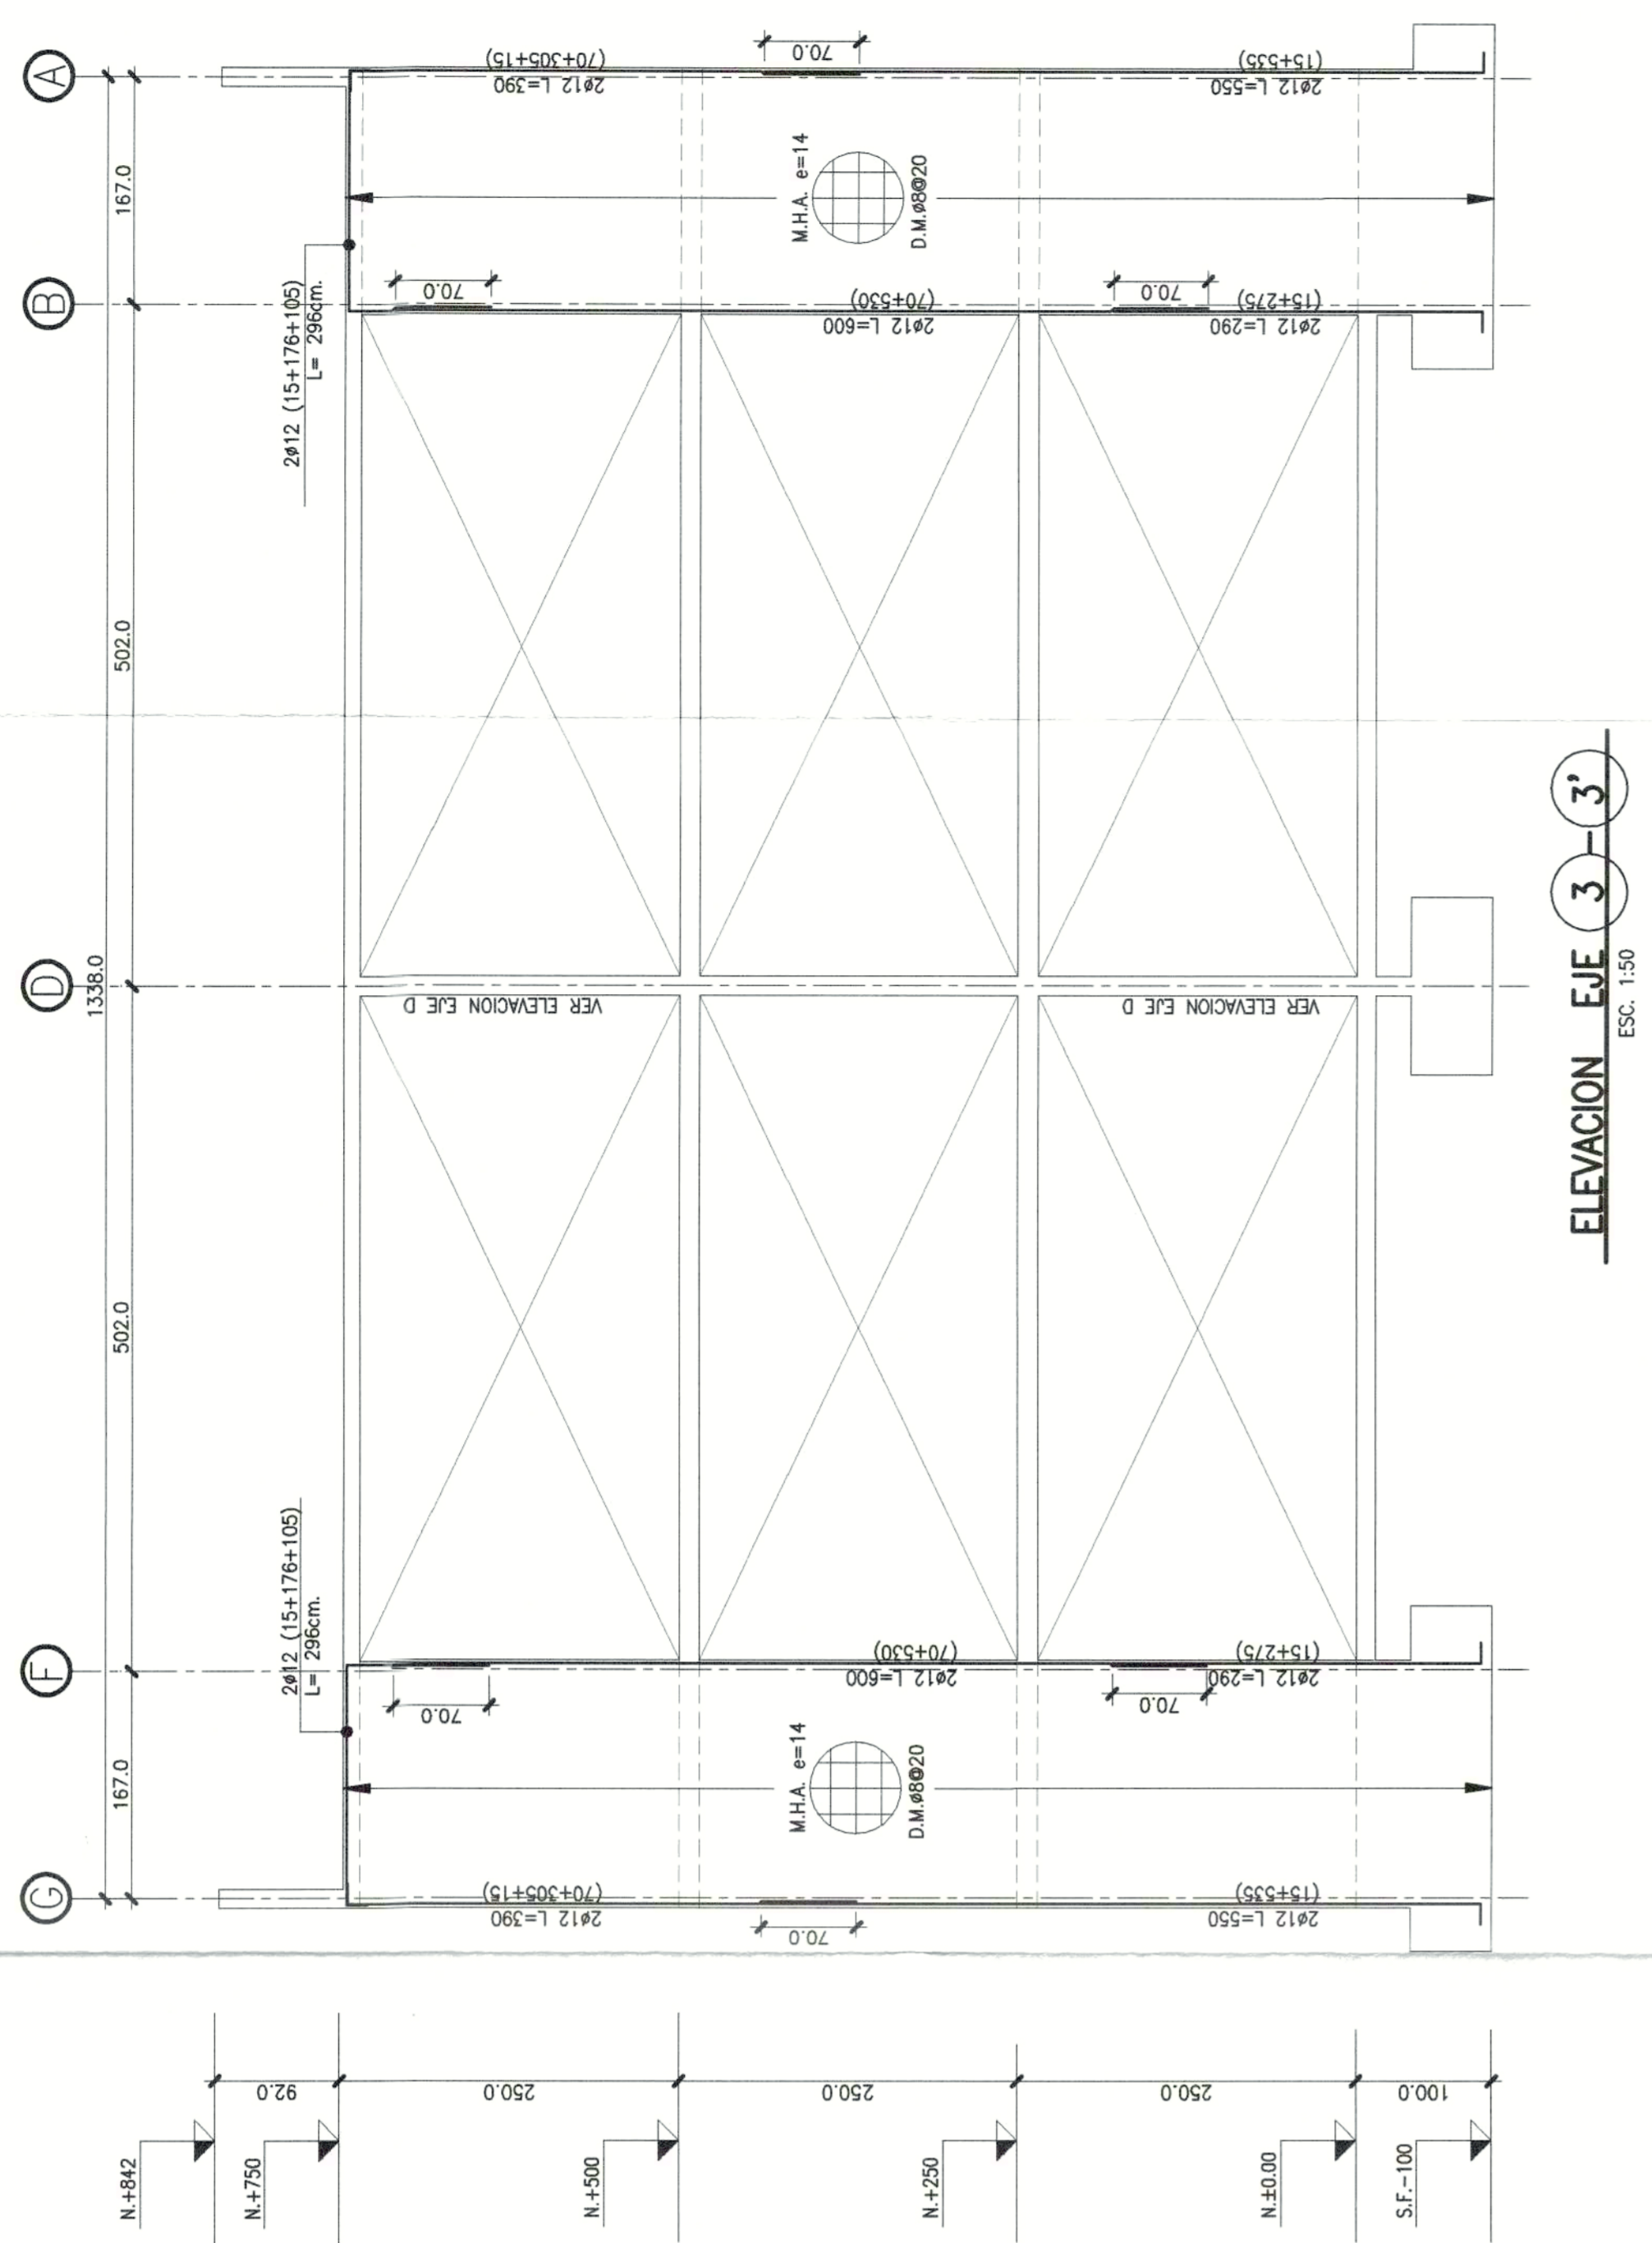 G
F
D
B
A
1338.0
167.0
502.0
502.0
167.0
2ø12 (15+176+105)
L= 296cm.
2ø12 (15+176+105)
L= 296cm.
N.+842
N.+750
N.+500
N.+250
N.±0.00
S.F.-100
92.0
250.0
250.0
250.0
100.0
2ø12 L=390
(70+305+15)
70.0
2ø12 L=550
(15+535)
M.H.A. e=14
D.M.ø8@20
70.0
2ø12 L=600
(70+530)
70.0
2ø12 L=290
(15+275)
VER ELEVACION EJE D
VER ELEVACION EJE D
70.0
2ø12 L=600
(70+530)
70.0
2ø12 L=290
(15+275)
M.H.A. e=14
D.M.ø8@20
2ø12 L=390
(70+305+15)
70.0
2ø12 L=550
(15+535)
ELEVACION EJE 3-3'
ESC. 1:50